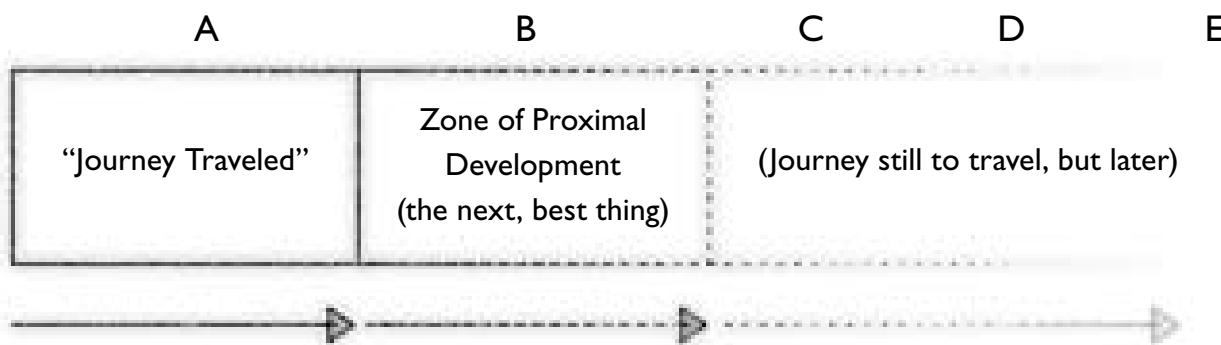 A B C D E
“Journey Traveled”
Zone of Proximal
Development
(the next, best thing)
(Journey still to travel, but later)